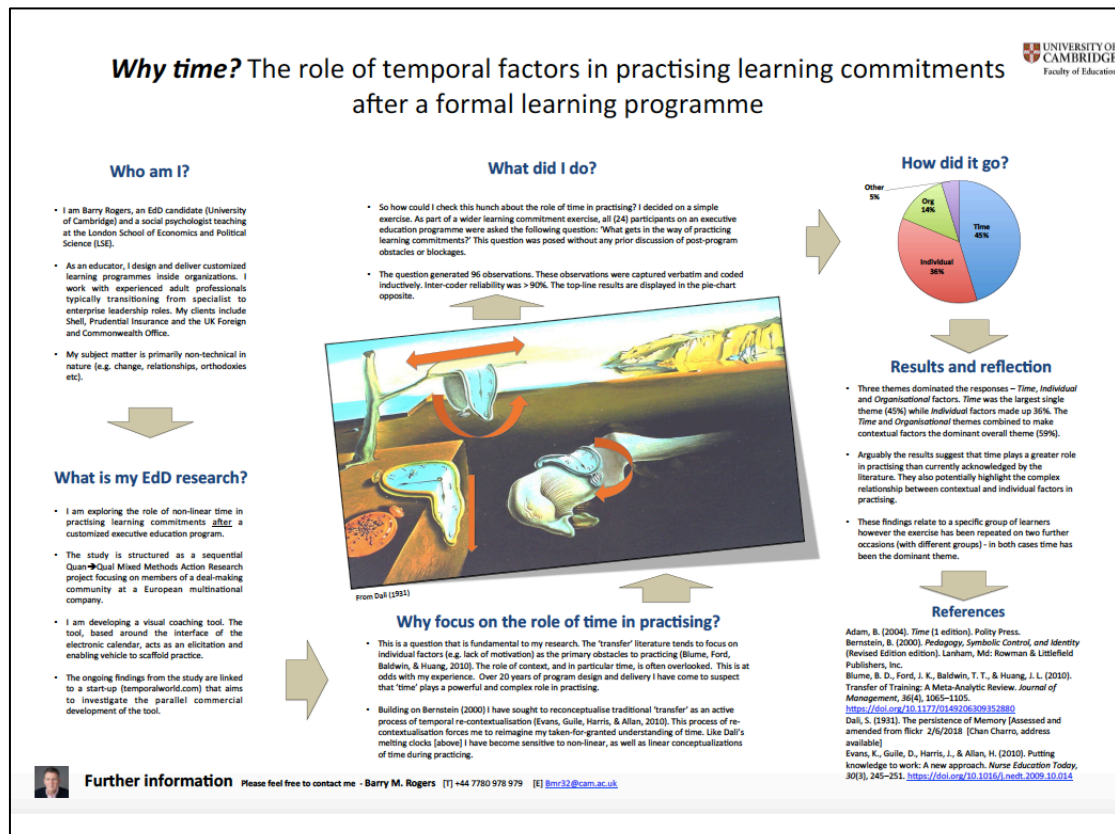 Why time? The role of temporal factors in practising learning commitments
after a formal learning programme
UNIVERSITY OF
CAMBRIDGE
Faculty of Education
Who am I?
• I am Barry Rogers, an EdD candidate (University
of Cambridge) and a social psychologist teaching
at the London School of Economics and Political
Science (LSE).
• As an educator, I design and deliver customized
learning programmes inside organizations. I
work with experienced adult professionals
typically transitioning from specialist to
enterprise leadership roles. My clients include
Shell, Prudential Insurance and the UK Foreign
and Commonwealth Office.
• My subject matter is primarily non-technical in
nature (e.g. change, relationships, orthodoxies
etc).
What is my EdD research?
• I am exploring the role of non-linear time in
practising learning commitments after a
customized executive education program.
• The study is structured as a sequential
Quan➔Qual Mixed Methods Action Research
project focusing on members of a deal-making
community at a European multinational
company.
• I am developing a visual coaching tool. The
tool, based around the interface of the
electronic calendar, acts as an elicitation and
enabling vehicle to scaffold practice.
• The ongoing findings from the study are linked
to a start-up (temporalworld.com) that aims to
investigate the parallel commercial
development of the tool.
What did I do?
• So how could I check this hunch about the role of time in practising? I decided on a simple
exercise. As part of a wider learning commitment exercise, all (24) participants on an executive
education programme were asked the following question: ‘What gets in the way of practicing
learning commitments?’ This question was posed without any prior discussion of post-program
obstacles or blockages.
• The question generated 96 observations. These observations were captured verbatim and coded
inductively. Inter-coder reliability was > 90%. The top-line results are displayed in the pie-chart
opposite.
From Dali (1931)
Why focus on the role of time in practising?
• This is a question that is fundamental to my research. The ‘transfer’ literature tends to focus on
individual factors (e.g. lack of motivation) as the primary obstacles to practicing (Blume, Ford,
Baldwin, & Huang, 2010). The role of context, and in particular time, is often overlooked. This is at
odds with my experience. Over 20 years of program design and delivery I have come to suspect
that ‘time’ plays a powerful and complex role in practising.
• Building on Bernstein (2000) I have sought to reconceptualise traditional ‘transfer’ as an active
process of temporal re-contextualisation (Evans, Guile, Harris, & Allan, 2010). This process of re-
contextualisation forces me to reimagine my taken-for-granted understanding of time. Like Dali’s
melting clocks [above] I have become sensitive to non-linear, as well as linear conceptualizations
of time during practicing.
How did it go?
Other
5%
Org
14%
Time
45%
Individual
36%
Results and reflection
• Three themes dominated the responses – Time, Individual
and Organisational factors. Time was the largest single
theme (45%) while Individual factors made up 36%. The
Time and Organisational themes combined to make
contextual factors the dominant overall theme (59%).
• Arguably the results suggest that time plays a greater role
in practising than currently acknowledged by the
literature. They also potentially highlight the complex
relationship between contextual and individual factors in
practising.
• These findings relate to a specific group of learners
however the exercise has been repeated on two further
occasions (with different groups) - in both cases time has
been the dominant theme.
References
Adam, B. (2004). Time (1 edition). Polity Press.
Bernstein, B. (2000). Pedagogy, Symbolic Control, and Identity
(Revised Edition edition). Lanham, Md: Rowman & Littlefield
Publishers, Inc.
Blume, B. D., Ford, J. K., Baldwin, T. T., & Huang, J. L. (2010).
Transfer of Training: A Meta-Analytic Review. Journal of
Management, 36(4), 1065–1105.
https://doi.org/10.1177/0149206309352880
Dali, S. (1931). The persistence of Memory [Assessed and
amended from flickr 2/6/2018 [Chan Charro, address
available]
Evans, K., Guile, D., Harris, J., & Allan, H. (2010). Putting
knowledge to work: A new approach. Nurse Education Today,
30(3), 245–251. https://doi.org/10.1016/j.nedt.2009.10.014
Further information Please feel free to contact me - Barry M. Rogers [T] +44 7780 978 979 [E] Bmr32@cam.ac.uk